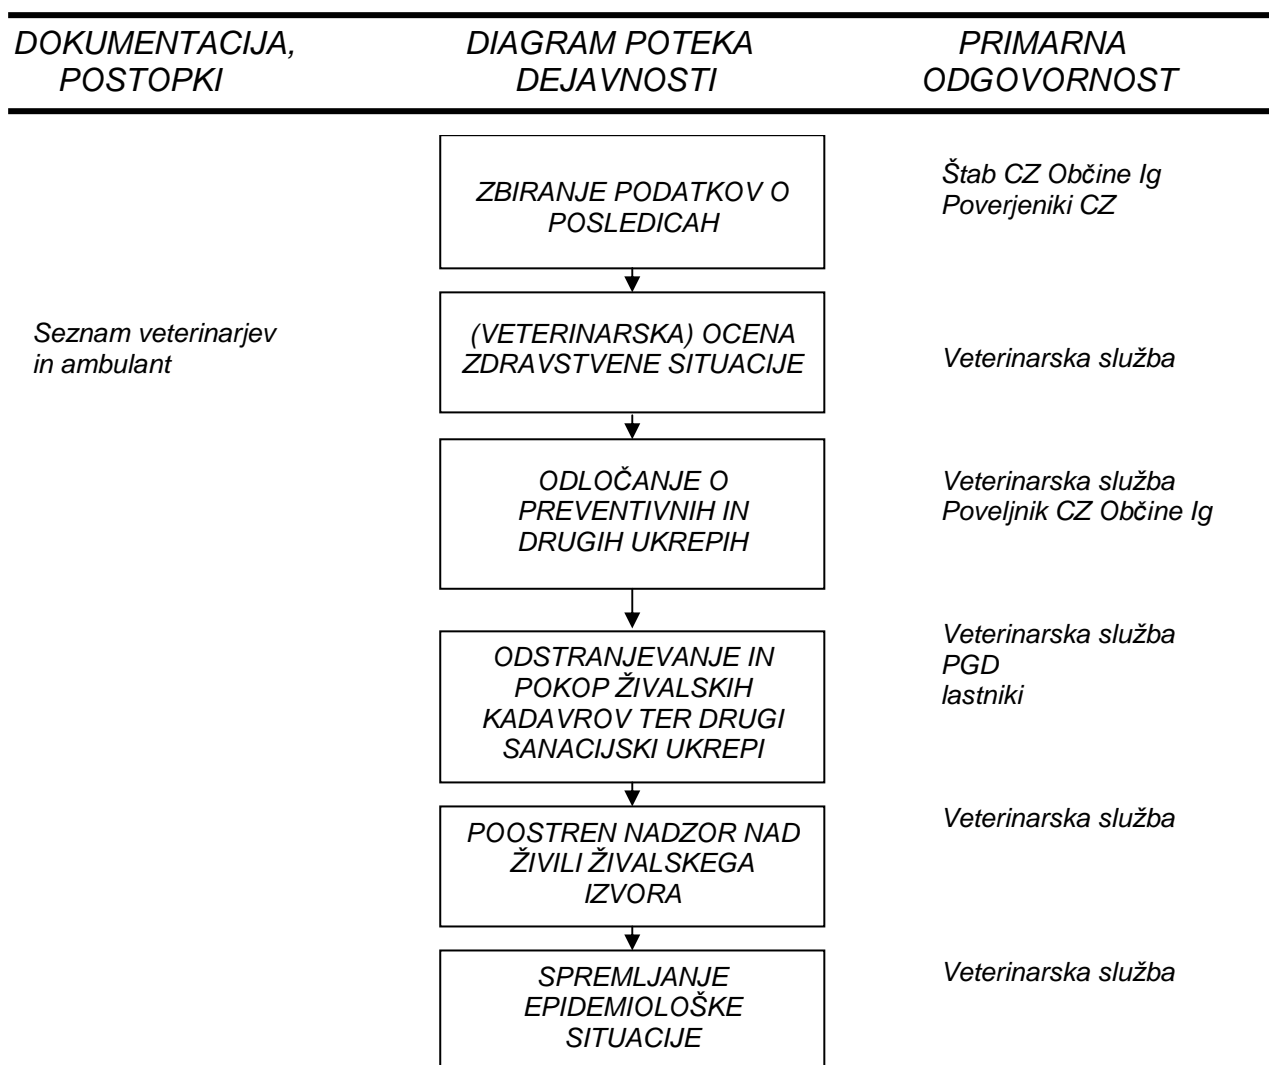 DOKUMENTACIJA,
POSTOPKI
DIAGRAM POTEKA
DEJAVNOSTI
PRIMARNA
ODGOVORNOST
ZBIRANJE PODATKOV O
POSLEDICAH
Štab CZ Občine Ig
Poverjeniki CZ
Seznam veterinarjev
in ambulant
(VETERINARSKA) OCENA
ZDRAVSTVENE SITUACIJE
Veterinarska služba
ODLOČANJE O
PREVENTIVNIH IN
DRUGIH UKREPIH
Veterinarska služba
Poveljnik CZ Občine Ig
ODSTRANJEVANJE IN
POKOP ŽIVALSKIH
KADAVROV TER DRUGI
SANACIJSKI UKREPI
Veterinarska služba
PGD
lastniki
POOSTREN NADZOR NAD
ŽIVILI ŽIVALSKEGA
IZVORA
Veterinarska služba
SPREMLJANJE
EPIDEMIOLOŠKE
SITUACIJE
Veterinarska služba